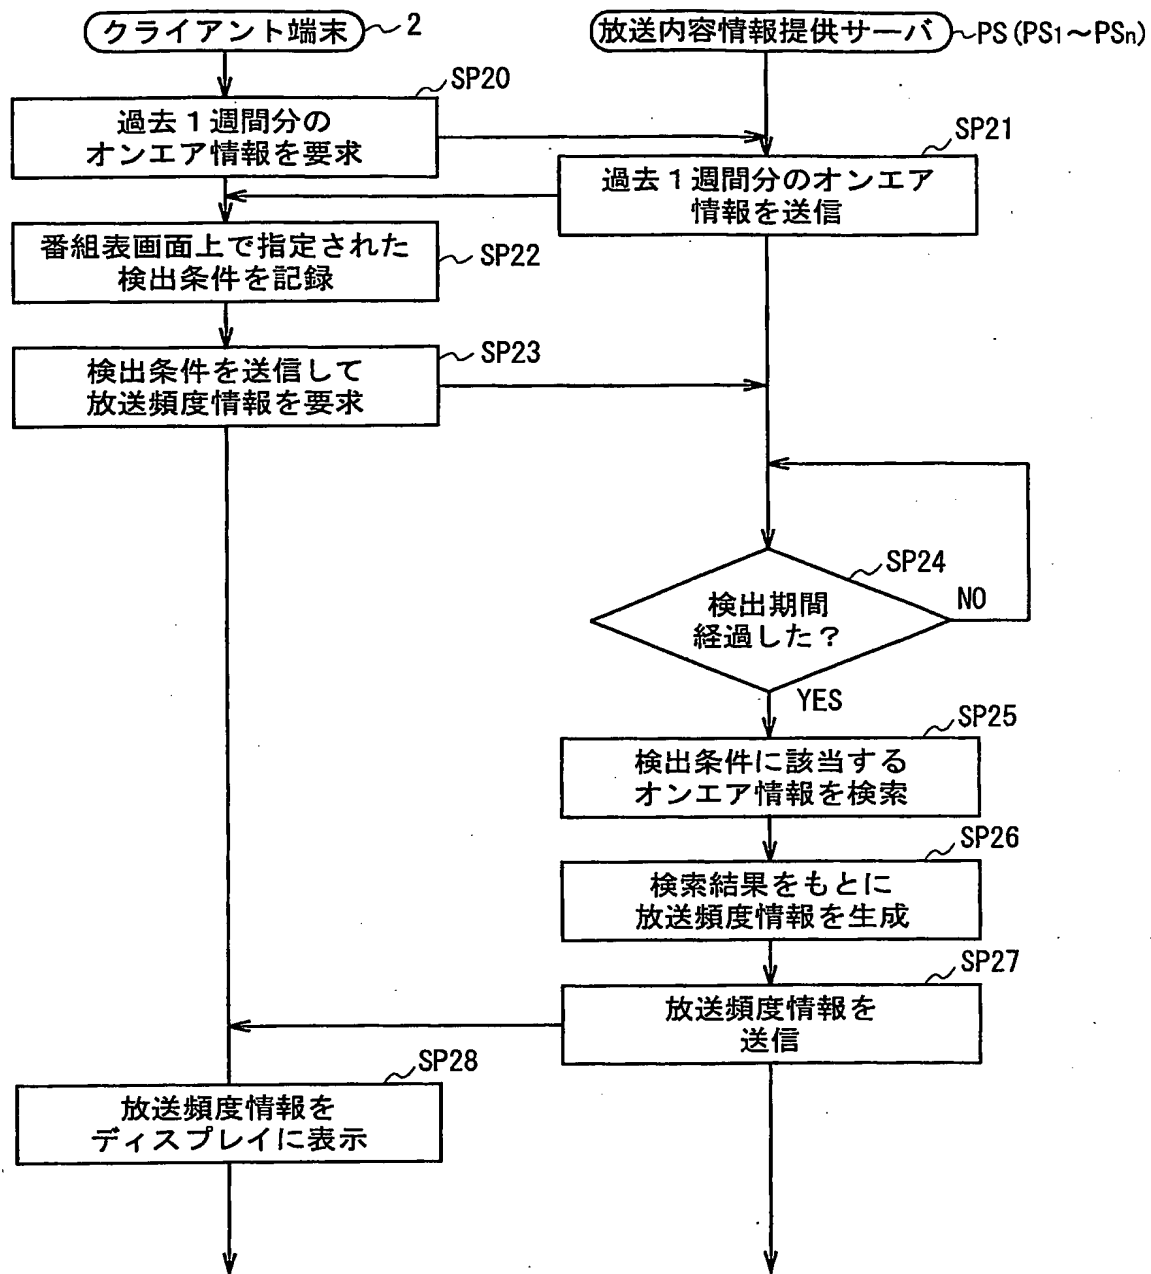 クライアント端末
2
放送内容情報提供サーバ
PS(PS1～PSn)
SP20
過去1週間分の
オンエア情報を要求
SP21
過去1週間分のオンエア
情報を送信
SP22
番組表画面上で指定された
検出条件を記録
SP23
検出条件を送信して
放送頻度情報を要求
SP24
検出期間
経過した?
NO
YES
SP25
検出条件に該当する
オンエア情報を検索
SP26
検索結果をもとに
放送頻度情報を生成
SP27
放送頻度情報を
送信
SP28
放送頻度情報を
ディスプレイに表示